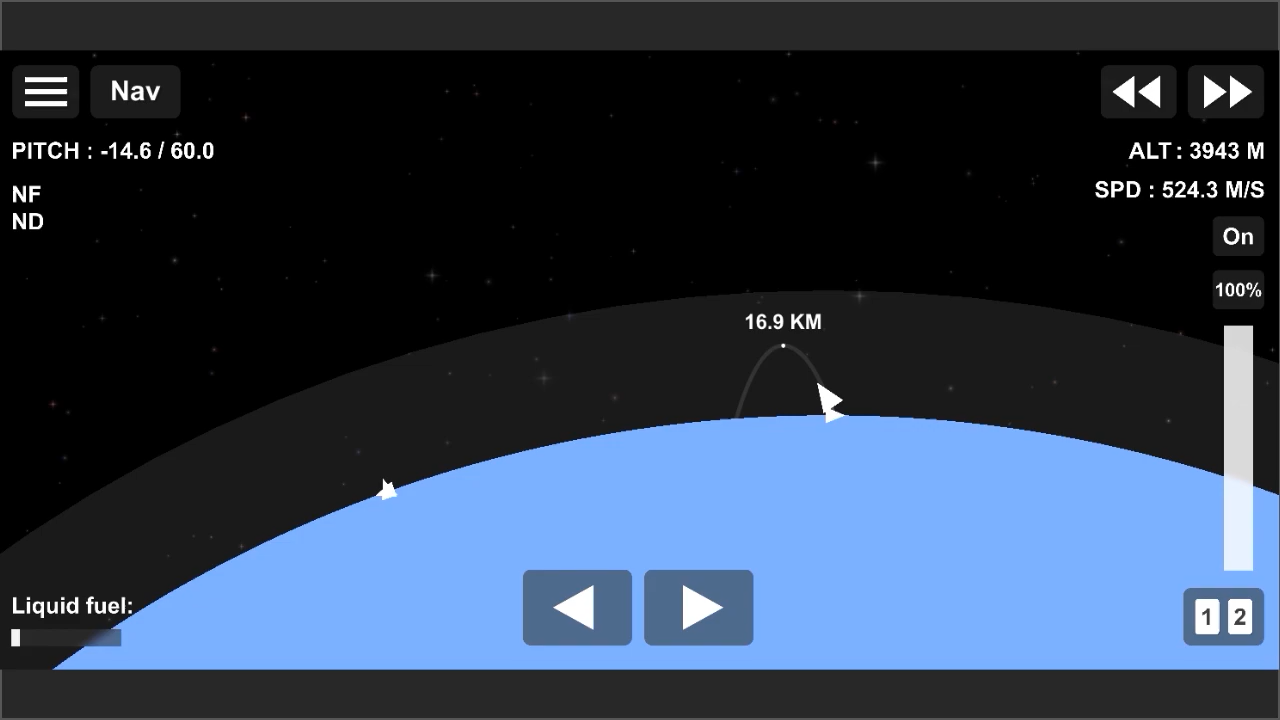 Nav
PITCH : -14.6 / 60.0
NF
ND
ALT : 3943 M
SPD : 524.3 M/S
On
100%
16.9 KM
Liquid fuel:
1 2